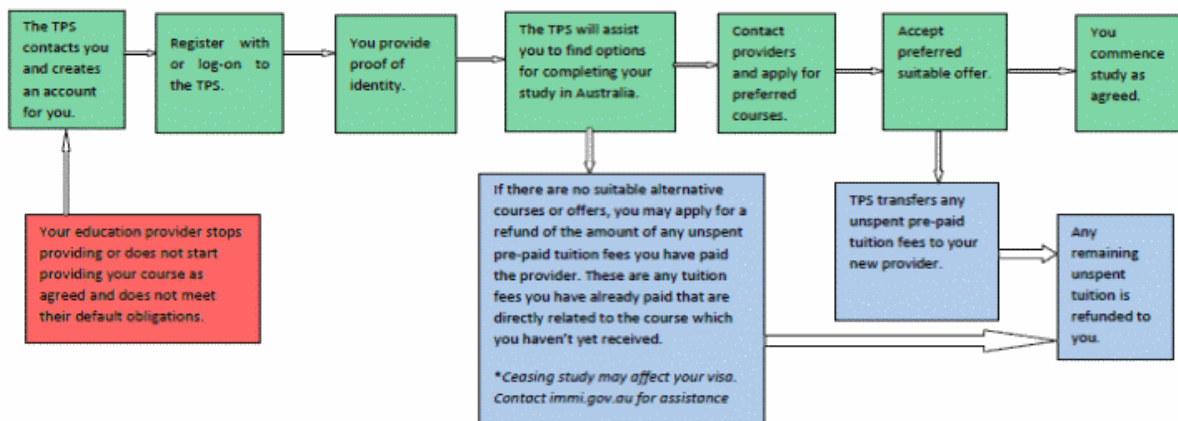 The TPS
contacts you
and creates
an account
for you.
Register with
or log-on to
the TPS.
You provide
proof of
identity.
The TPS will assist
you to find options
for completing your
study in Australia.
Contact
providers
and apply for
preferred
courses.
Accept
preferred
suitable offer.
You
commence
study as
agreed.
Your education provider stops
providing or does not start
providing your course as
agreed and does not meet
their default obligations.
If there are no suitable alternative
courses or offers, you may apply for a
refund of the amount of any unspent
pre-paid tuition fees you have paid
the provider. These are any tuition
fees you have already paid that are
directly related to the course which
you haven't yet received.
*Ceasing study may affect your visa.
Contact immi.gov.au for assistance
TPS transfers any
unspent pre-paid
tuition fees to your
new provider.
Any
remaining
unspent
tuition is
refunded to
you.